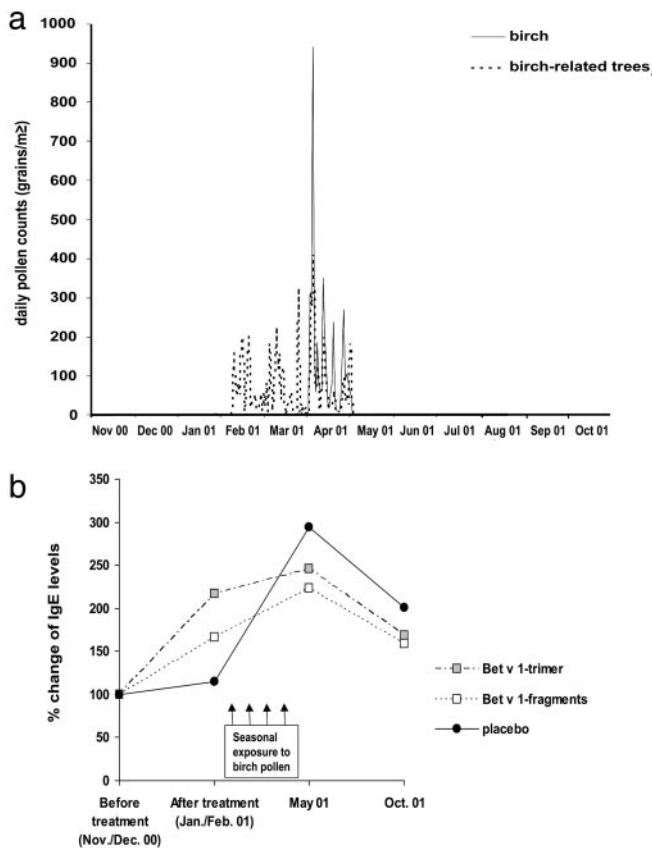 a
1000
900
800
700
600
500
400
300
200
100
0
daily pollen counts (grains/m≥)
birch
birch-related trees
Nov 00 Dec 00 Jan 01 Feb 01 Mar 01 Apr 01 May 01 Jun 01 Jul 01 Aug 01 Sep 01 Oct 01
b
350
300
250
200
150
100
50
0
% change of IgE levels
Seasonal
exposure to
birch pollen
Bet v 1-trimer
Bet v 1-fragments
placebo
Before
treatment
(Nov./Dec. 00)
After treatment
(Jan./Feb. 01)
May 01
Oct. 01